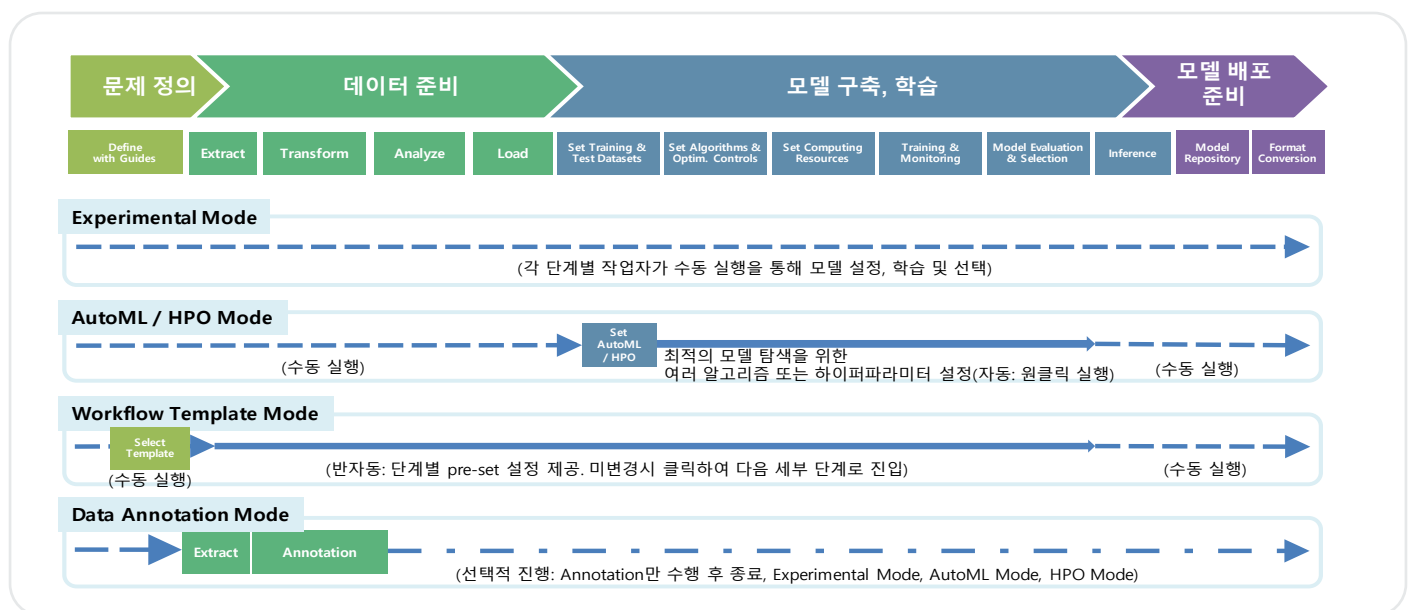 문제 정의
데이터 준비
모델 구축, 학습
모델 배포
준비
Define
with Guides
Extract
Transform
Analyze
Load
Set Training &
Test Datasets
Set Algorithms &
Optim. Controls
Set Computing
Resources
Training &
Monitoring
Model Evaluation
& Selection
Inference
Model
Repository
Format
Conversion
Experimental Mode
(각 단계별 작업자가 수동 실행을 통해 모델 설정, 학습 및 선택)
AutoML / HPO Mode
(수동 실행)
Set
AutoML
/ HPO
최적의 모델 탐색을 위한
여러 알고리즘 또는 하이퍼파라미터 설정(자동: 원클릭 실행)
(수동 실행)
Workflow Template Mode
Select
Template
(수동 실행)
(반자동: 단계별 pre-set 설정 제공. 미변경시 클릭하여 다음 세부 단계로 진입)
(수동 실행)
Data Annotation Mode
Extract
Annotation
(선택적 진행: Annotation만 수행 후 종료, Experimental Mode, AutoML Mode, HPO Mode)